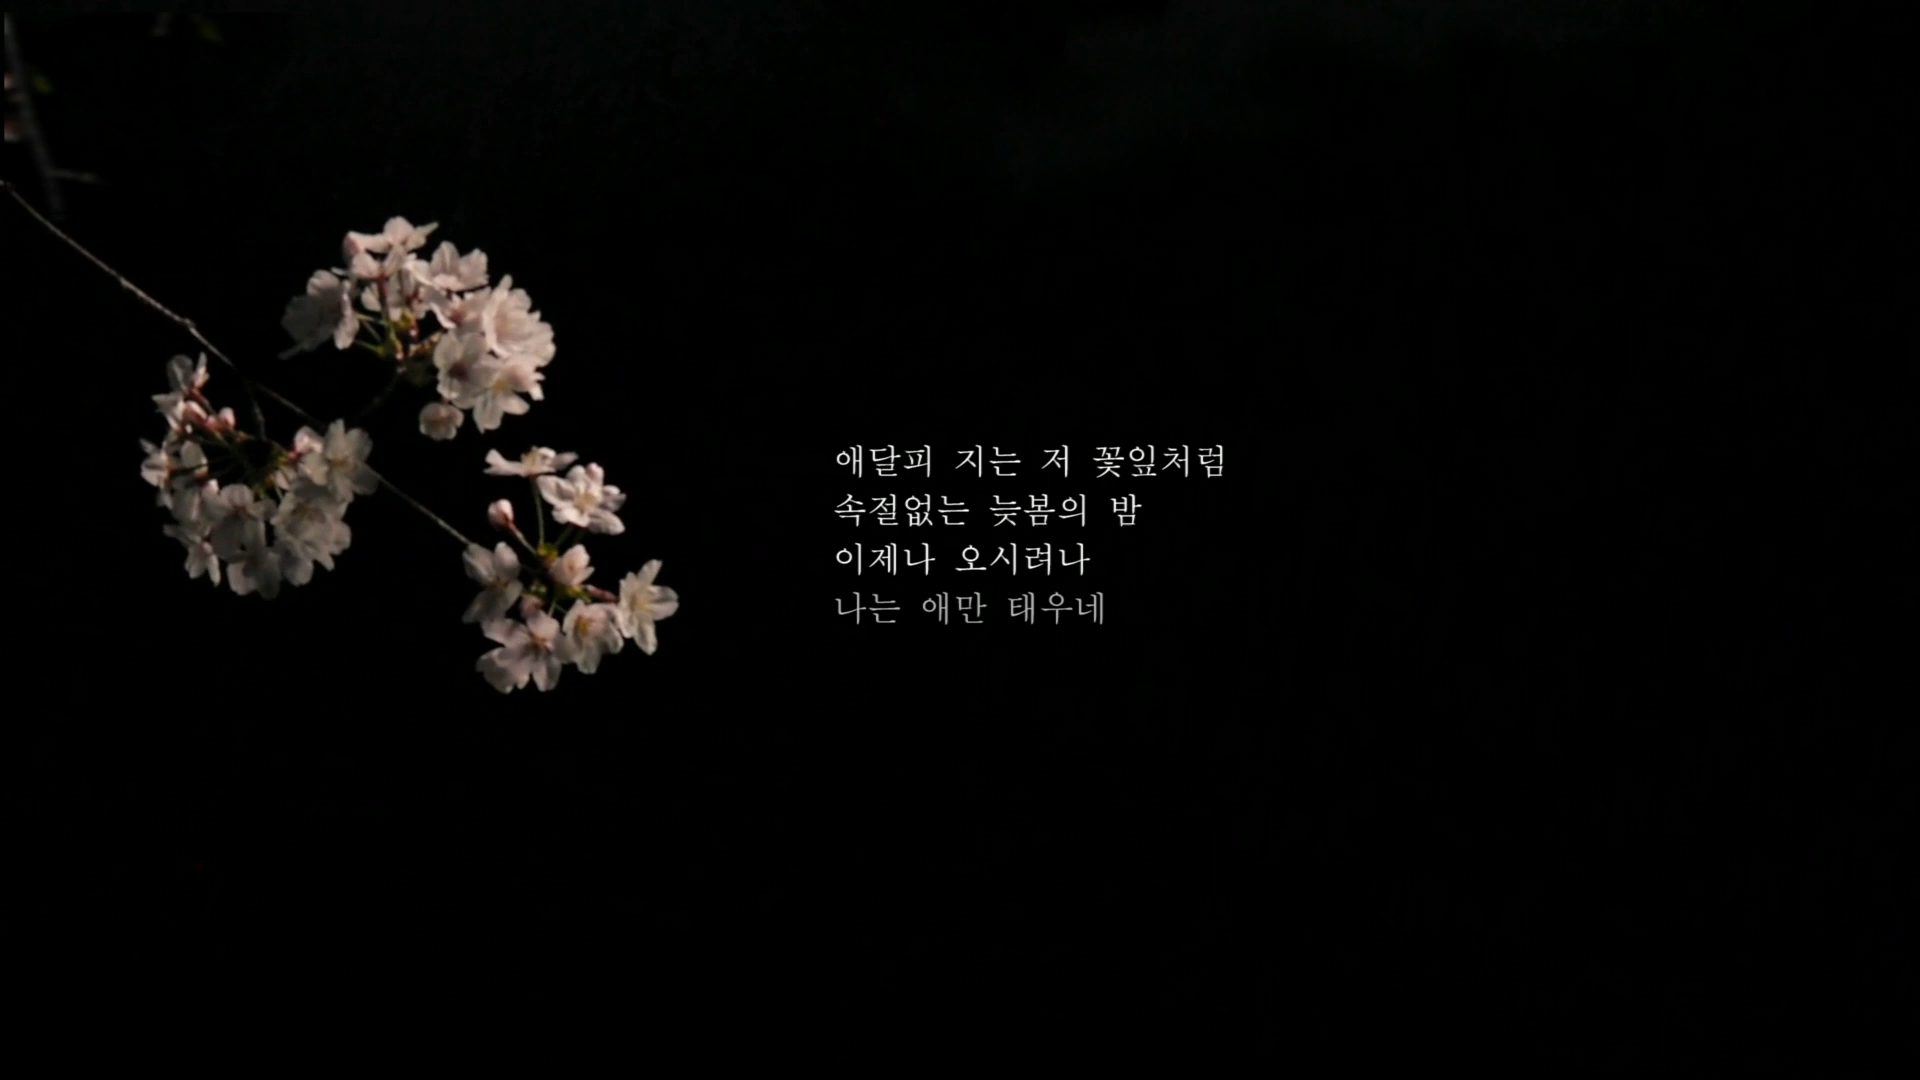 애달피 지는 저 꽃잎처럼
속절없는 늦봄의 밤
이제나 오시려나
나는 애만 태우네